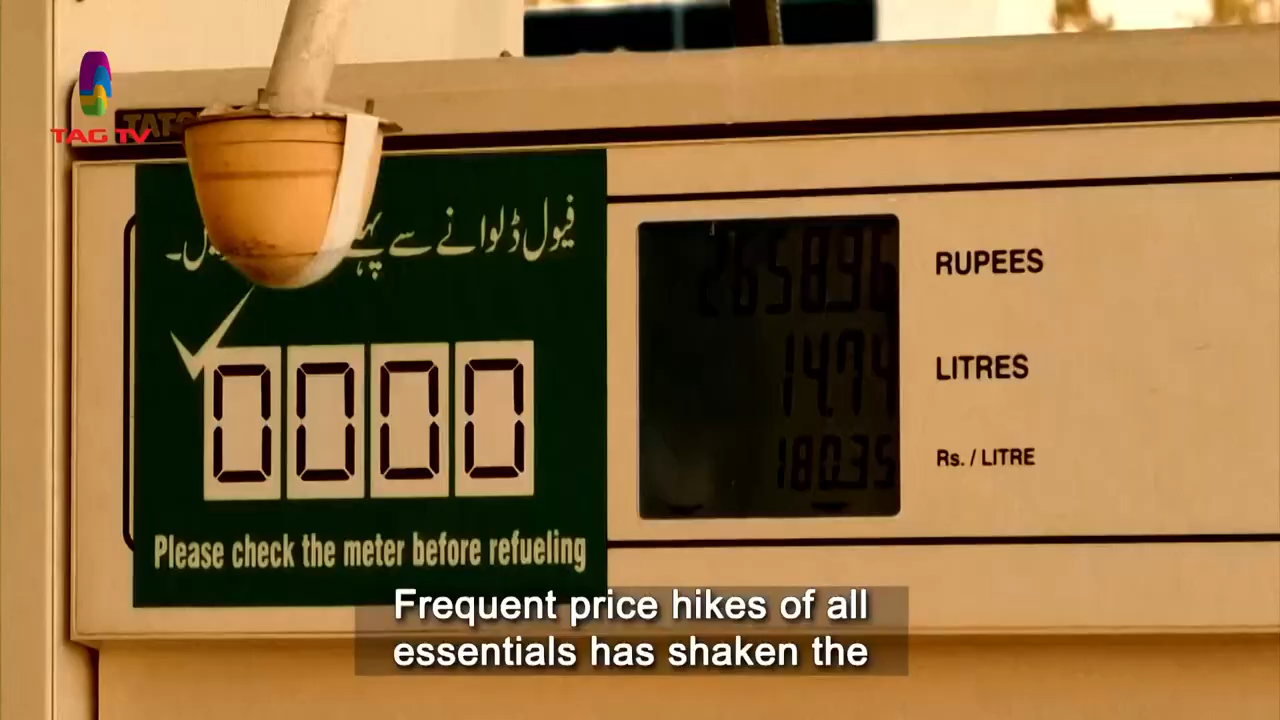 TAG TV
فیول ڈلوانے سے پہلے
0000
Please check the meter before refueling
265896
RUPEES
1474
LITRES
18035
Rs. / LITRE
Frequent price hikes of all
essentials has shaken the